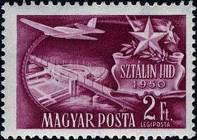 SZTÁLIN HÍD
1950
2 Ft
LÉGIPOSTA
MAGYAR POSTA